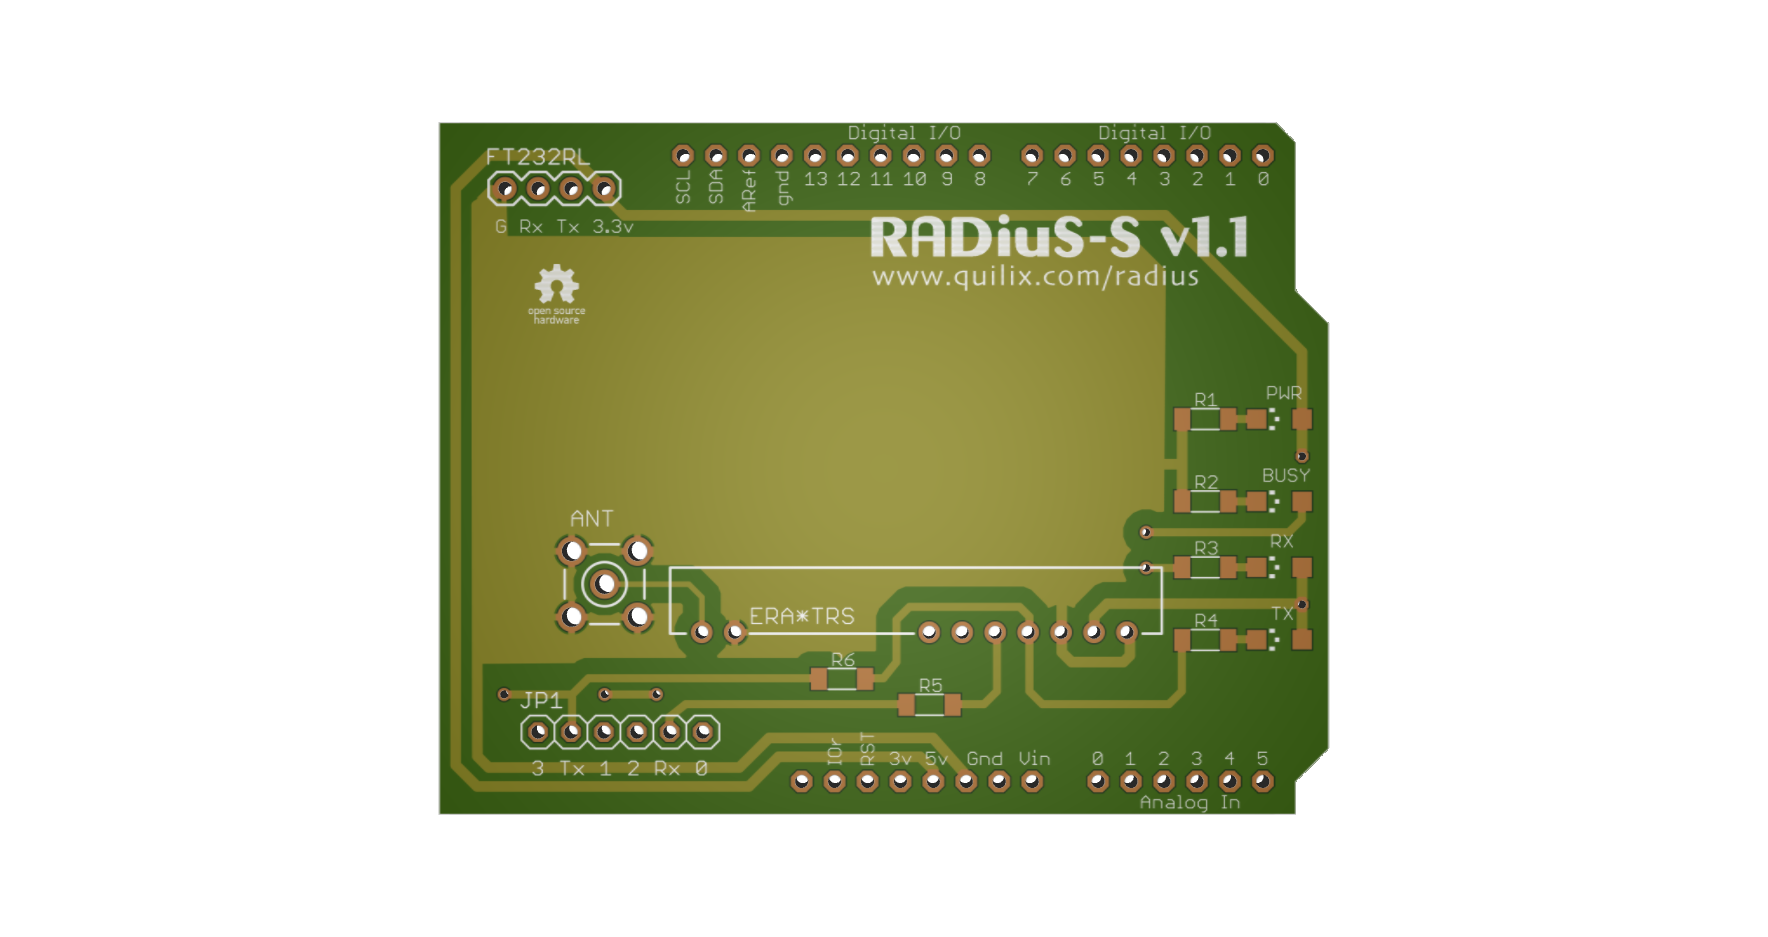 Digital I/O Digital I/O
FT232RL
SCL SDA ARef gnd 13 12 11 10 9 8 7 6 5 4 3 2 1 0
G Rx Tx 3.3v
RADiuS-S v1.1
www.quilix.com/radius
open source
hardware
PWR
R1
BUSY
R2
ANT
RX
R3
TX
ERA*TRS
R4
R6
R5
JP1
3 Tx 1 2 Rx 0
IOr RST 3v 5v Gnd Vin 0 1 2 3 4 5
Analog In